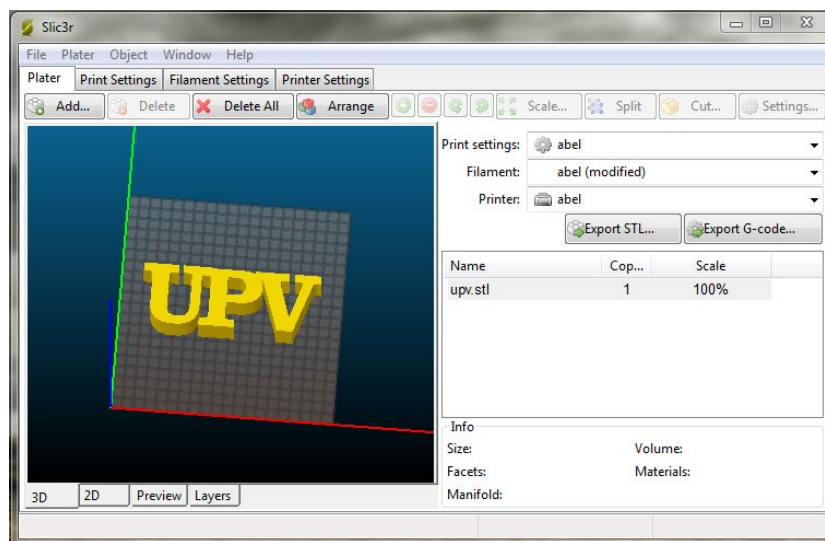 Slic3r
File Plater Object Window Help
Plater Print Settings Filament Settings Printer Settings
Add... Delete Delete All Arrange Scale... Split Cut... Settings...
Print settings: abel
Filament: abel (modified)
Printer: abel
Export STL... Export G-code...
Name Cop... Scale
upv.stl 1 100%
UPV
Info
Size: Volume:
Facets: Materials:
Manifold:
3D 2D Preview Layers